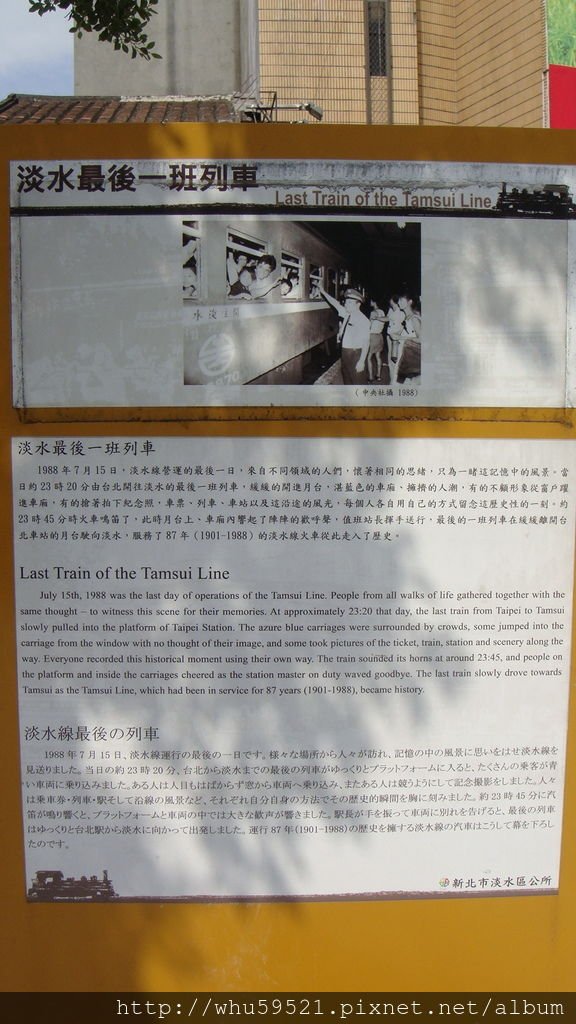 淡水最後一班列車
Last Train of the Tamsui Line
(中央社攝 1988)
淡水最後一班列車
1988年7月15日,淡水線營運的最後一日,來自不同領域的人們,懷著相同的思緒,只為一睹這記憶中的風景。當
日約23時20分由台北開往淡水的最後一班列車,緩緩的開進月台,湛藍色的車廂、擁擠的人潮,有的不顧形象從窗戶躍
進車廂,有的搶著拍下紀念照,車票、列車、車站以及這沿途的風光,每個人各自用自己的方式留念這歷史性的一刻。約
23時45分時火車鳴笛了,此時月台上、車廂內響起了陣陣的歡呼聲,值班站長揮手送行,最後的一班列車在緩緩離開台
北車站的月台駛向淡水,服務了87年(1901-1988)的淡水線火車從此走入了歷史。
Last Train of the Tamsui Line
July 15th, 1988 was the last day of operations of the Tamsui Line. People from all walks of life gathered together with the
same thought – to witness this scene for their memories. At approximately 23:20 that day, the last train from Taipei to Tamsui
slowly pulled into the platform of Taipei Station. The azure blue carriages were surrounded by crowds, some jumped into the
carriage from the window with no thought of their image, and some took pictures of the ticket, train, station and scenery along the
way. Everyone recorded this historical moment using their own way. The train sounded its horns at around 23:45, and people on
the platform and inside the carriages cheered as the station master on duty waved goodbye. The last train slowly drove towards
Tamsui as the Tamsui Line, which had been in service for 87 years (1901-1988), became history.
淡水線最後の列車
1988年7月15日、淡水線運行の最後の一日です。様々な場所から人々が訪れ、記憶の中の風景に思いをはせ淡水線を
見送りました。当日の約23時20分、台北から淡水までの最後の列車がゆっくりとプラットフォームに入ると、たくさんの乗客が青
い車両に乗り込みました。ある人は人目もはばからず窓から車両へ乗り込み、またある人は競うようにして記念撮影をしました。人々
は乗車券・列車・駅そして沿線の風景など、それぞれ自分自身の方法でその歴史的瞬間を胸に刻みました。約23時45分に汽
笛が鳴り響くと、プラットフォームと車両の中では大きな歓声が響きました。駅長が手を振って車両に別れを告げると、最後の列車
はゆっくりと台北駅から淡水に向かって出発しました。運行87年(1901-1988)の歴史を擁する淡水線の汽車はこうして幕を下ろし
たのです。
新北市淡水區公所
http://whu59521.pixnet.net/album